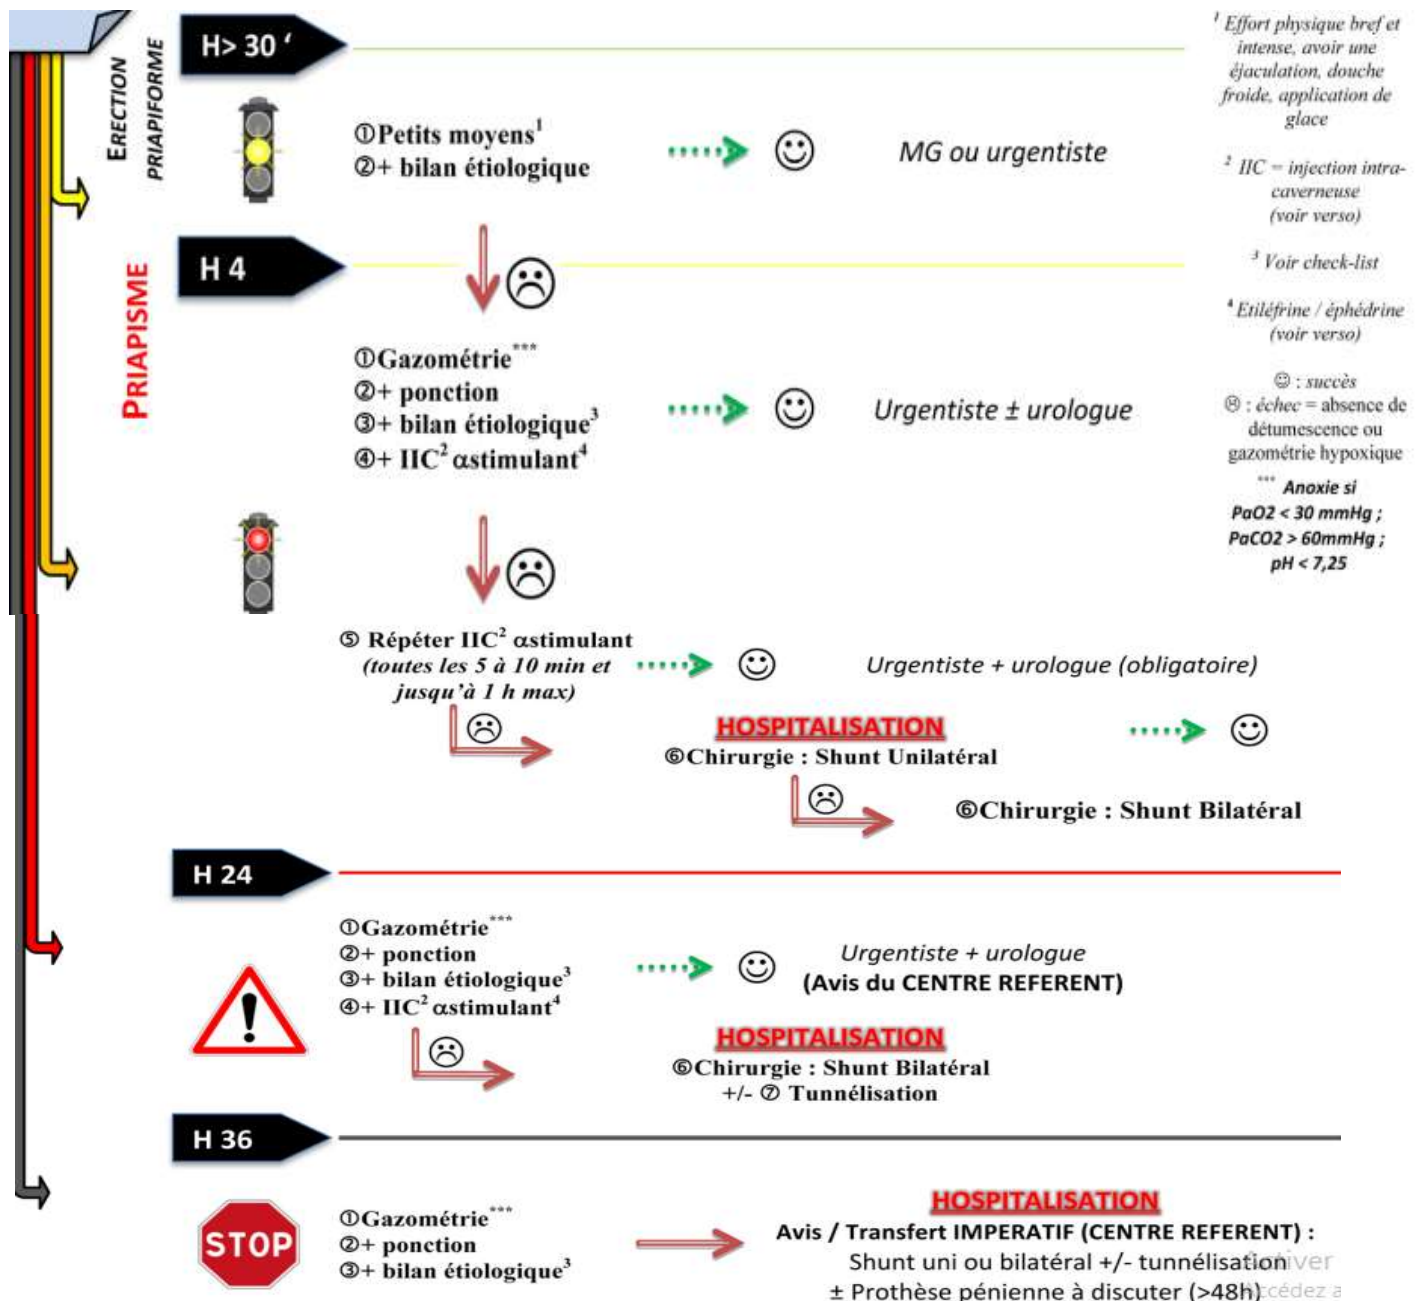 H> 30 ‘
ERECTION
PRIAPIFORME
①Petits moyens¹
②+ bilan étiologique
MG ou urgentiste
¹ Effort physique bref et
intense, avoir une
éjaculation, douche
froide, application de
glace
² IIC = injection intra-
caverneuse
(voir verso)
³ Voir check-list
⁴ Etiléfrine / éphédrine
(voir verso)
☺ : succès
☹ : échec = absence de
détumescence ou
gazométrie hypoxique
*** Anoxie si
PaO2 < 30 mmHg ;
PaCO2 > 60mmHg ;
pH < 7,25
H 4
PRIAPISME
①Gazométrie***
②+ ponction
③+ bilan étiologique³
④+ IIC² αstimulant⁴
Urgentiste ± urologue
⑤ Répéter IIC² αstimulant
(toutes les 5 à 10 min et
jusqu’à 1 h max)
Urgentiste + urologue (obligatoire)
HOSPITALISATION
⑥Chirurgie : Shunt Unilatéral
⑥Chirurgie : Shunt Bilatéral
H 24
①Gazométrie***
②+ ponction
③+ bilan étiologique³
④+ IIC² αstimulant⁴
Urgentiste + urologue
(Avis du CENTRE REFERENT)
HOSPITALISATION
⑥Chirurgie : Shunt Bilatéral
+/- ⑦ Tunnélisation
H 36
STOP
①Gazométrie***
②+ ponction
③+ bilan étiologique³
HOSPITALISATION
Avis / Transfert IMPERATIF (CENTRE REFERENT) :
Shunt uni ou bilatéral +/- tunnélisation
± Prothèse pénienne à discuter (>48h)
Activer
Accédez a